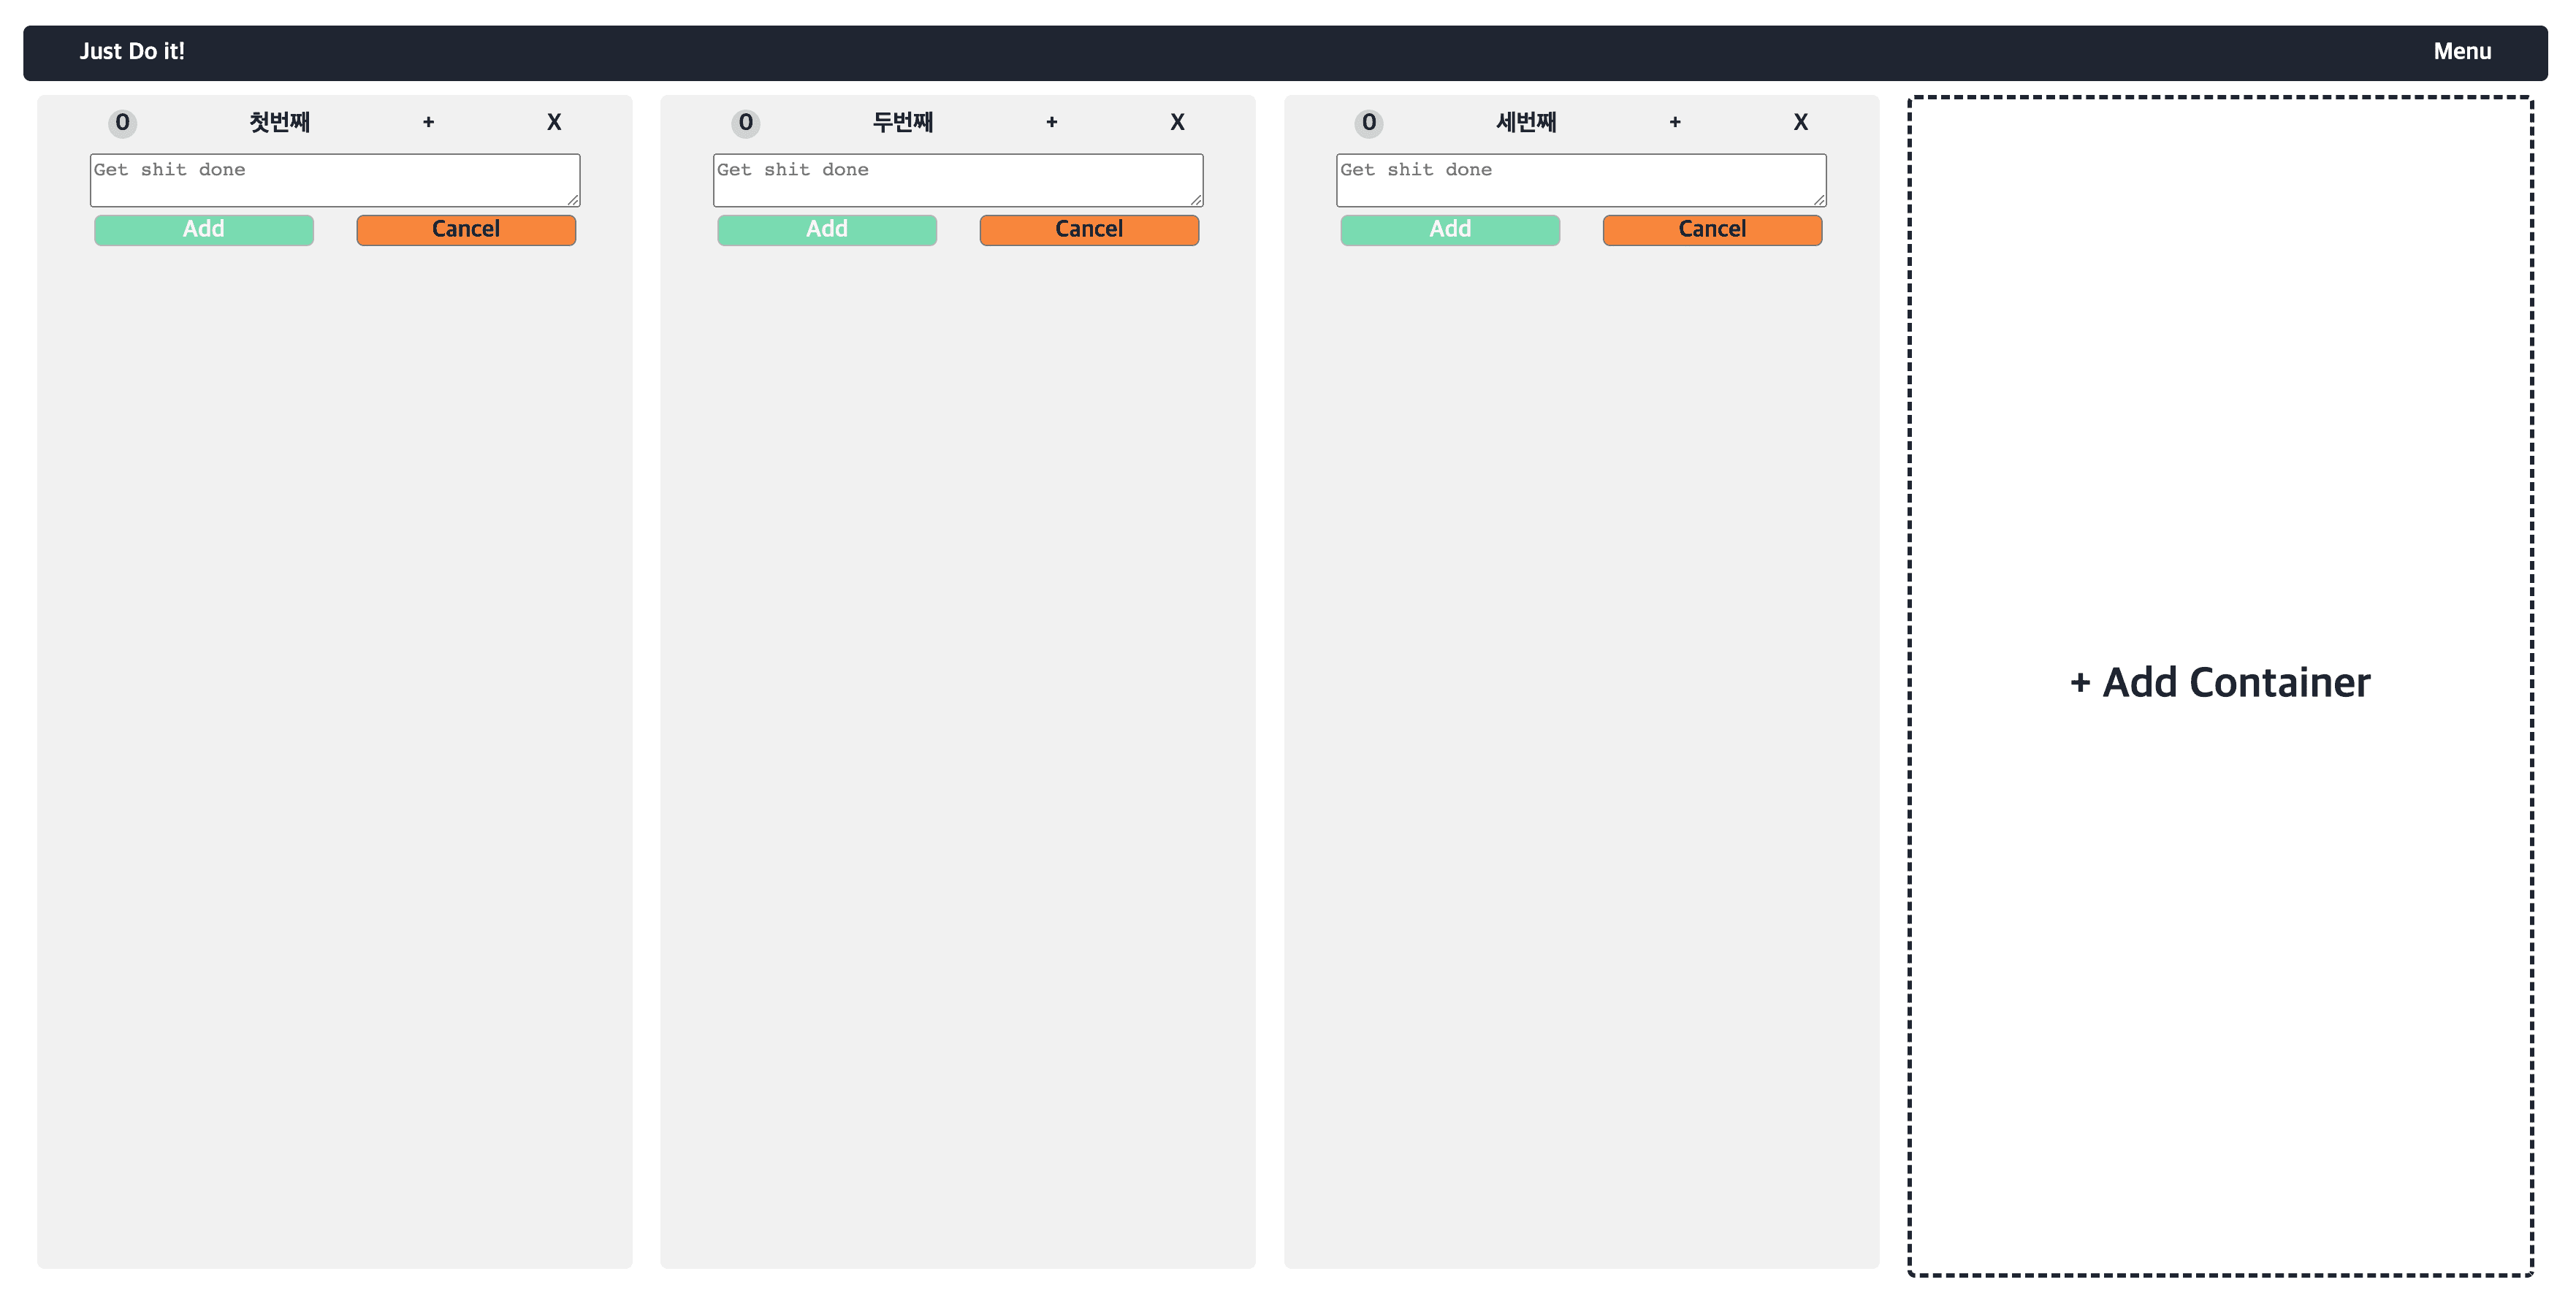 Just Do it! Menu
0 첫번째 + X
Get shit done
Add Cancel
0 두번째 + X
Get shit done
Add Cancel
0 세번째 + X
Get shit done
Add Cancel
+ Add Container